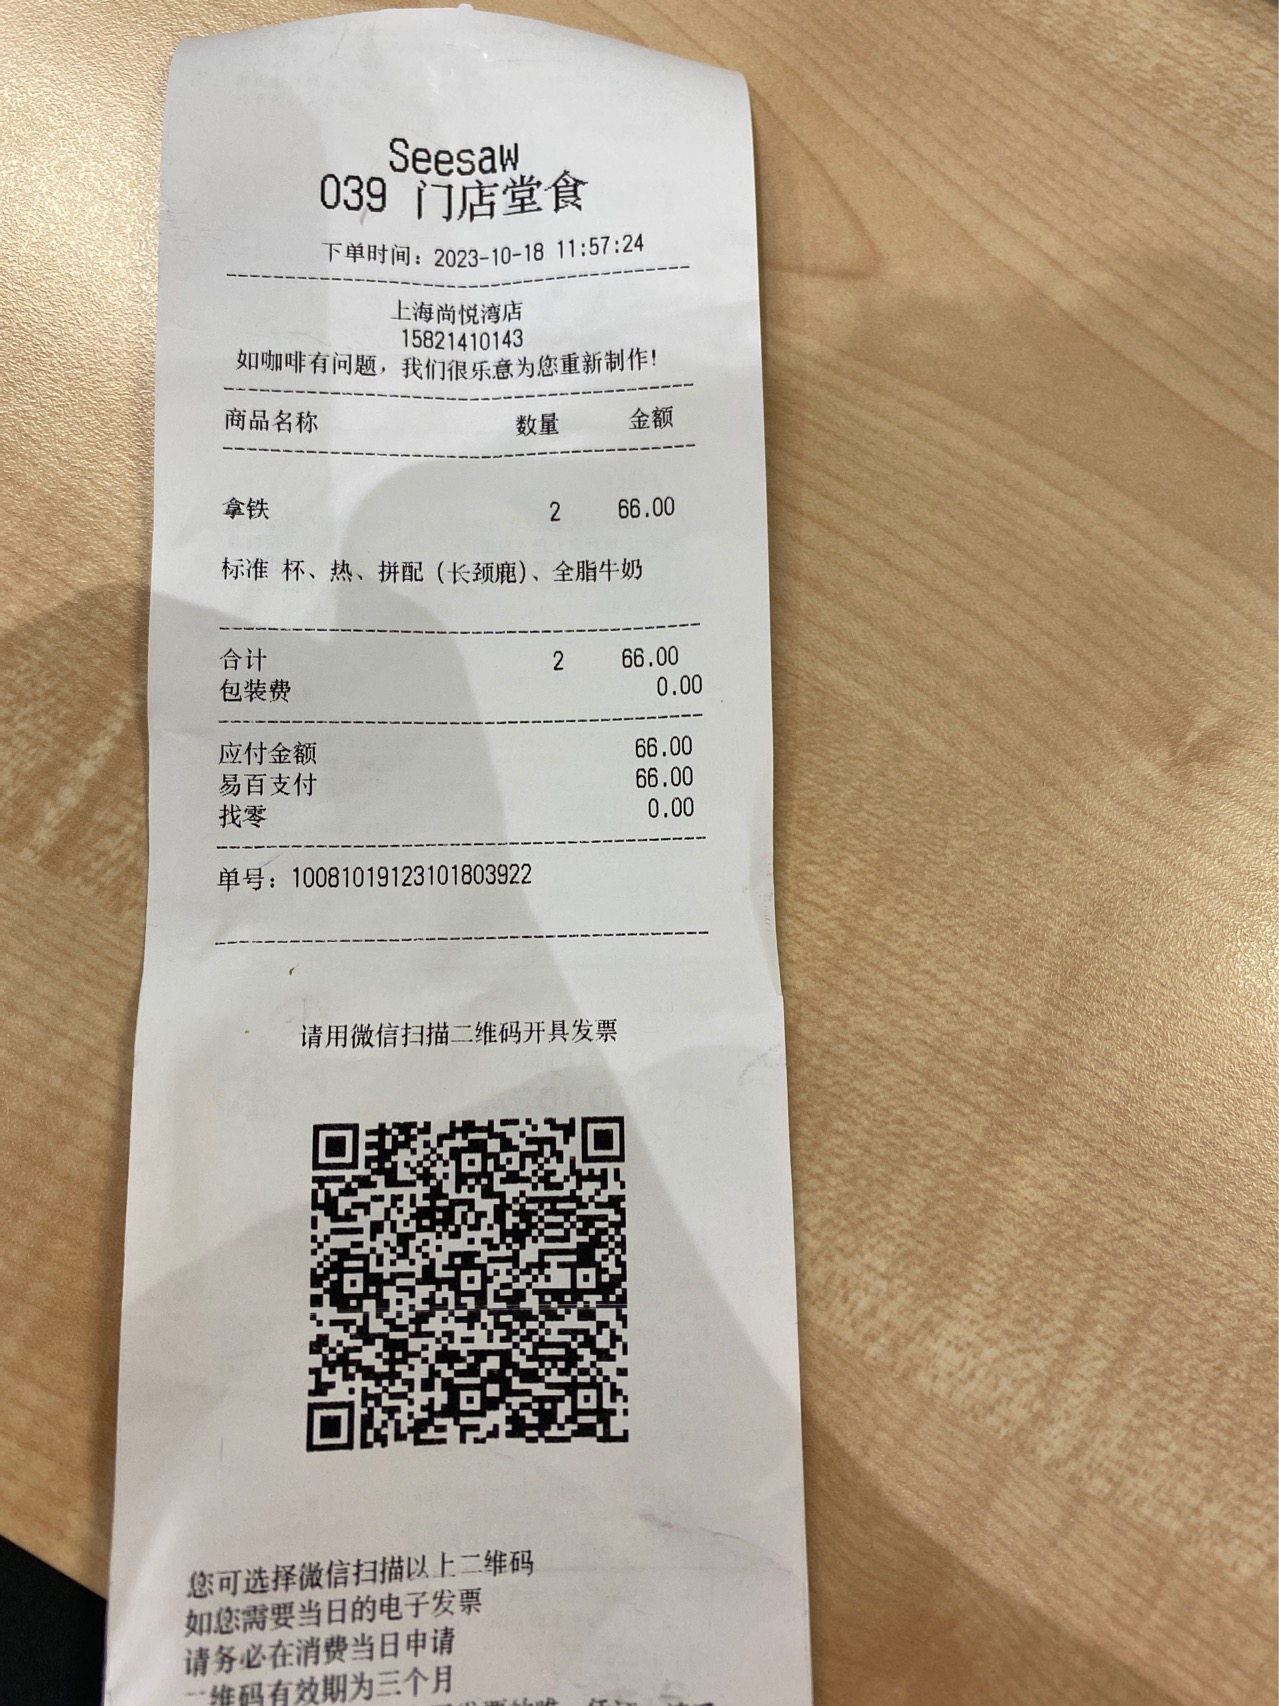 Seesaw
039 门店堂食
下单时间：2023-10-18 11:57:24
上海尚悦湾店
15821410143
如咖啡有问题，我们很乐意为您重新制作！
商品名称 数量 金额
拿铁 2 66.00
标准 杯、热、拼配（长颈鹿）、全脂牛奶
合计 2 66.00
包装费 0.00
应付金额 66.00
易百支付 66.00
找零 0.00
单号：10081019123101803922
请用微信扫描二维码开具发票
您可选择微信扫描以上二维码
如您需要当日的电子发票
请务必在消费当日申请
二维码有效期为三个月